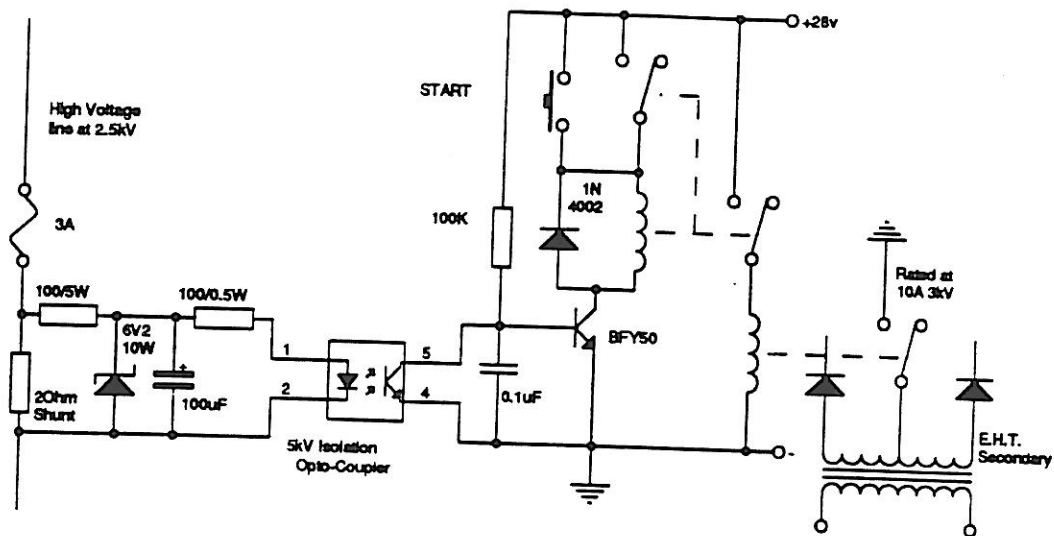 +28v
High Voltage
line at 2.5kV
START
1N
4002
3A
100K
Rated at
10A 3kV
100/5W
100/0.5W
6V2
10W
1
5
BFY50
+
2Ohm
Shunt
100uF
2
4
0.1uF
5kV Isolation
Opto-Coupler
-
E.H.T.
Secondary